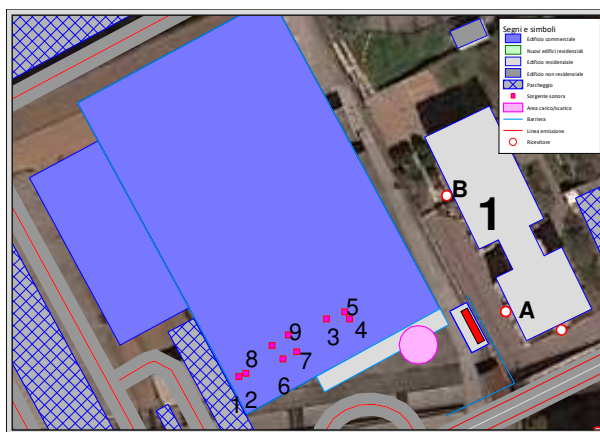 Segni e simboli
Edificio commerciale
Nuovi edifici residenziali
Edificio residenziale
Edificio non residenziale
Parcheggio
Sorgente sonora
Area carico/scarico
Barriera
Linea emissione
Ricevitore
B
1
A
5
3 4
9
7
8
6
2
1